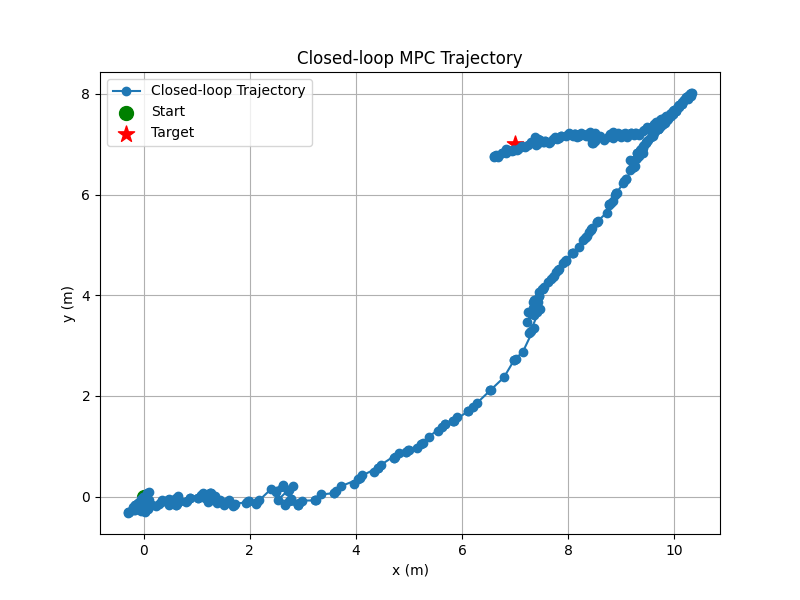 Closed-loop MPC Trajectory
Closed-loop Trajectory
Start
Target
8
6
4
2
0
y (m)
0 2 4 6 8 10
x (m)